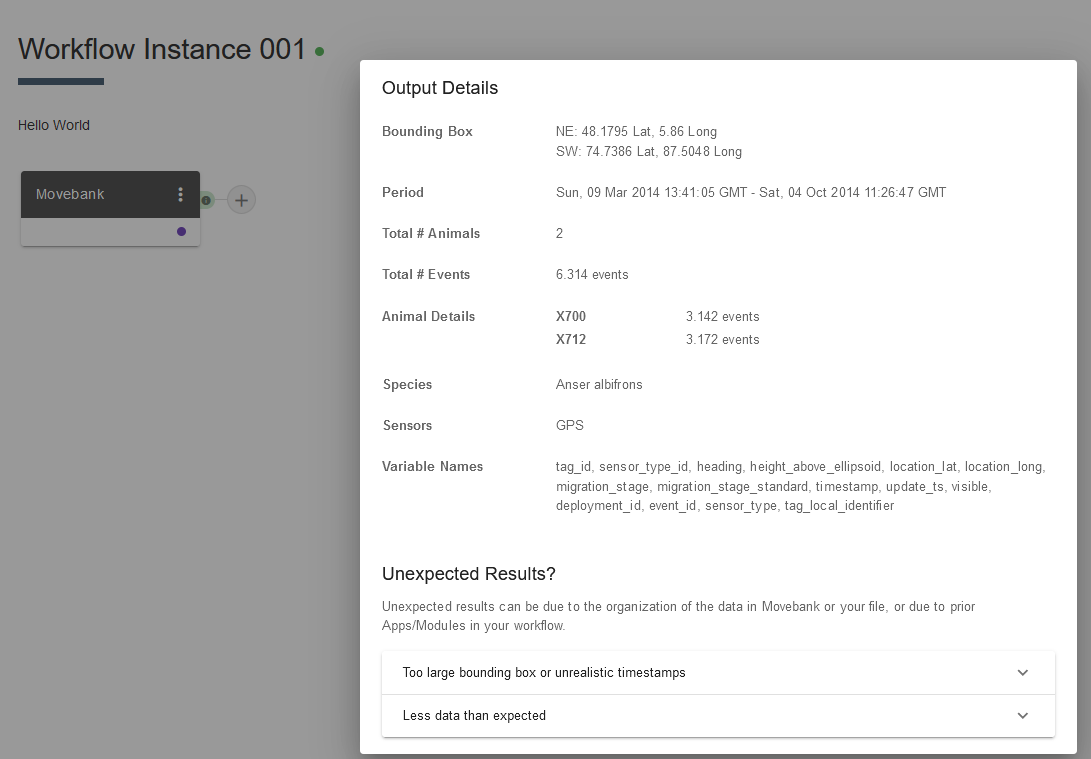 Workflow Instance 001
Hello World
Movebank
Output Details
Bounding Box
NE: 48.1795 Lat, 5.86 Long
SW: 74.7386 Lat, 87.5048 Long
Period
Sun, 09 Mar 2014 13:41:05 GMT - Sat, 04 Oct 2014 11:26:47 GMT
Total # Animals
2
Total # Events
6.314 events
Animal Details
X700
3.142 events
X712
3.172 events
Species
Anser albifrons
Sensors
GPS
Variable Names
tag_id, sensor_type_id, heading, height_above_ellipsoid, location_lat, location_long,
migration_stage, migration_stage_standard, timestamp, update_ts, visible,
deployment_id, event_id, sensor_type, tag_local_identifier
Unexpected Results?
Unexpected results can be due to the organization of the data in Movebank or your file, or due to prior
Apps/Modules in your workflow.
Too large bounding box or unrealistic timestamps
Less data than expected